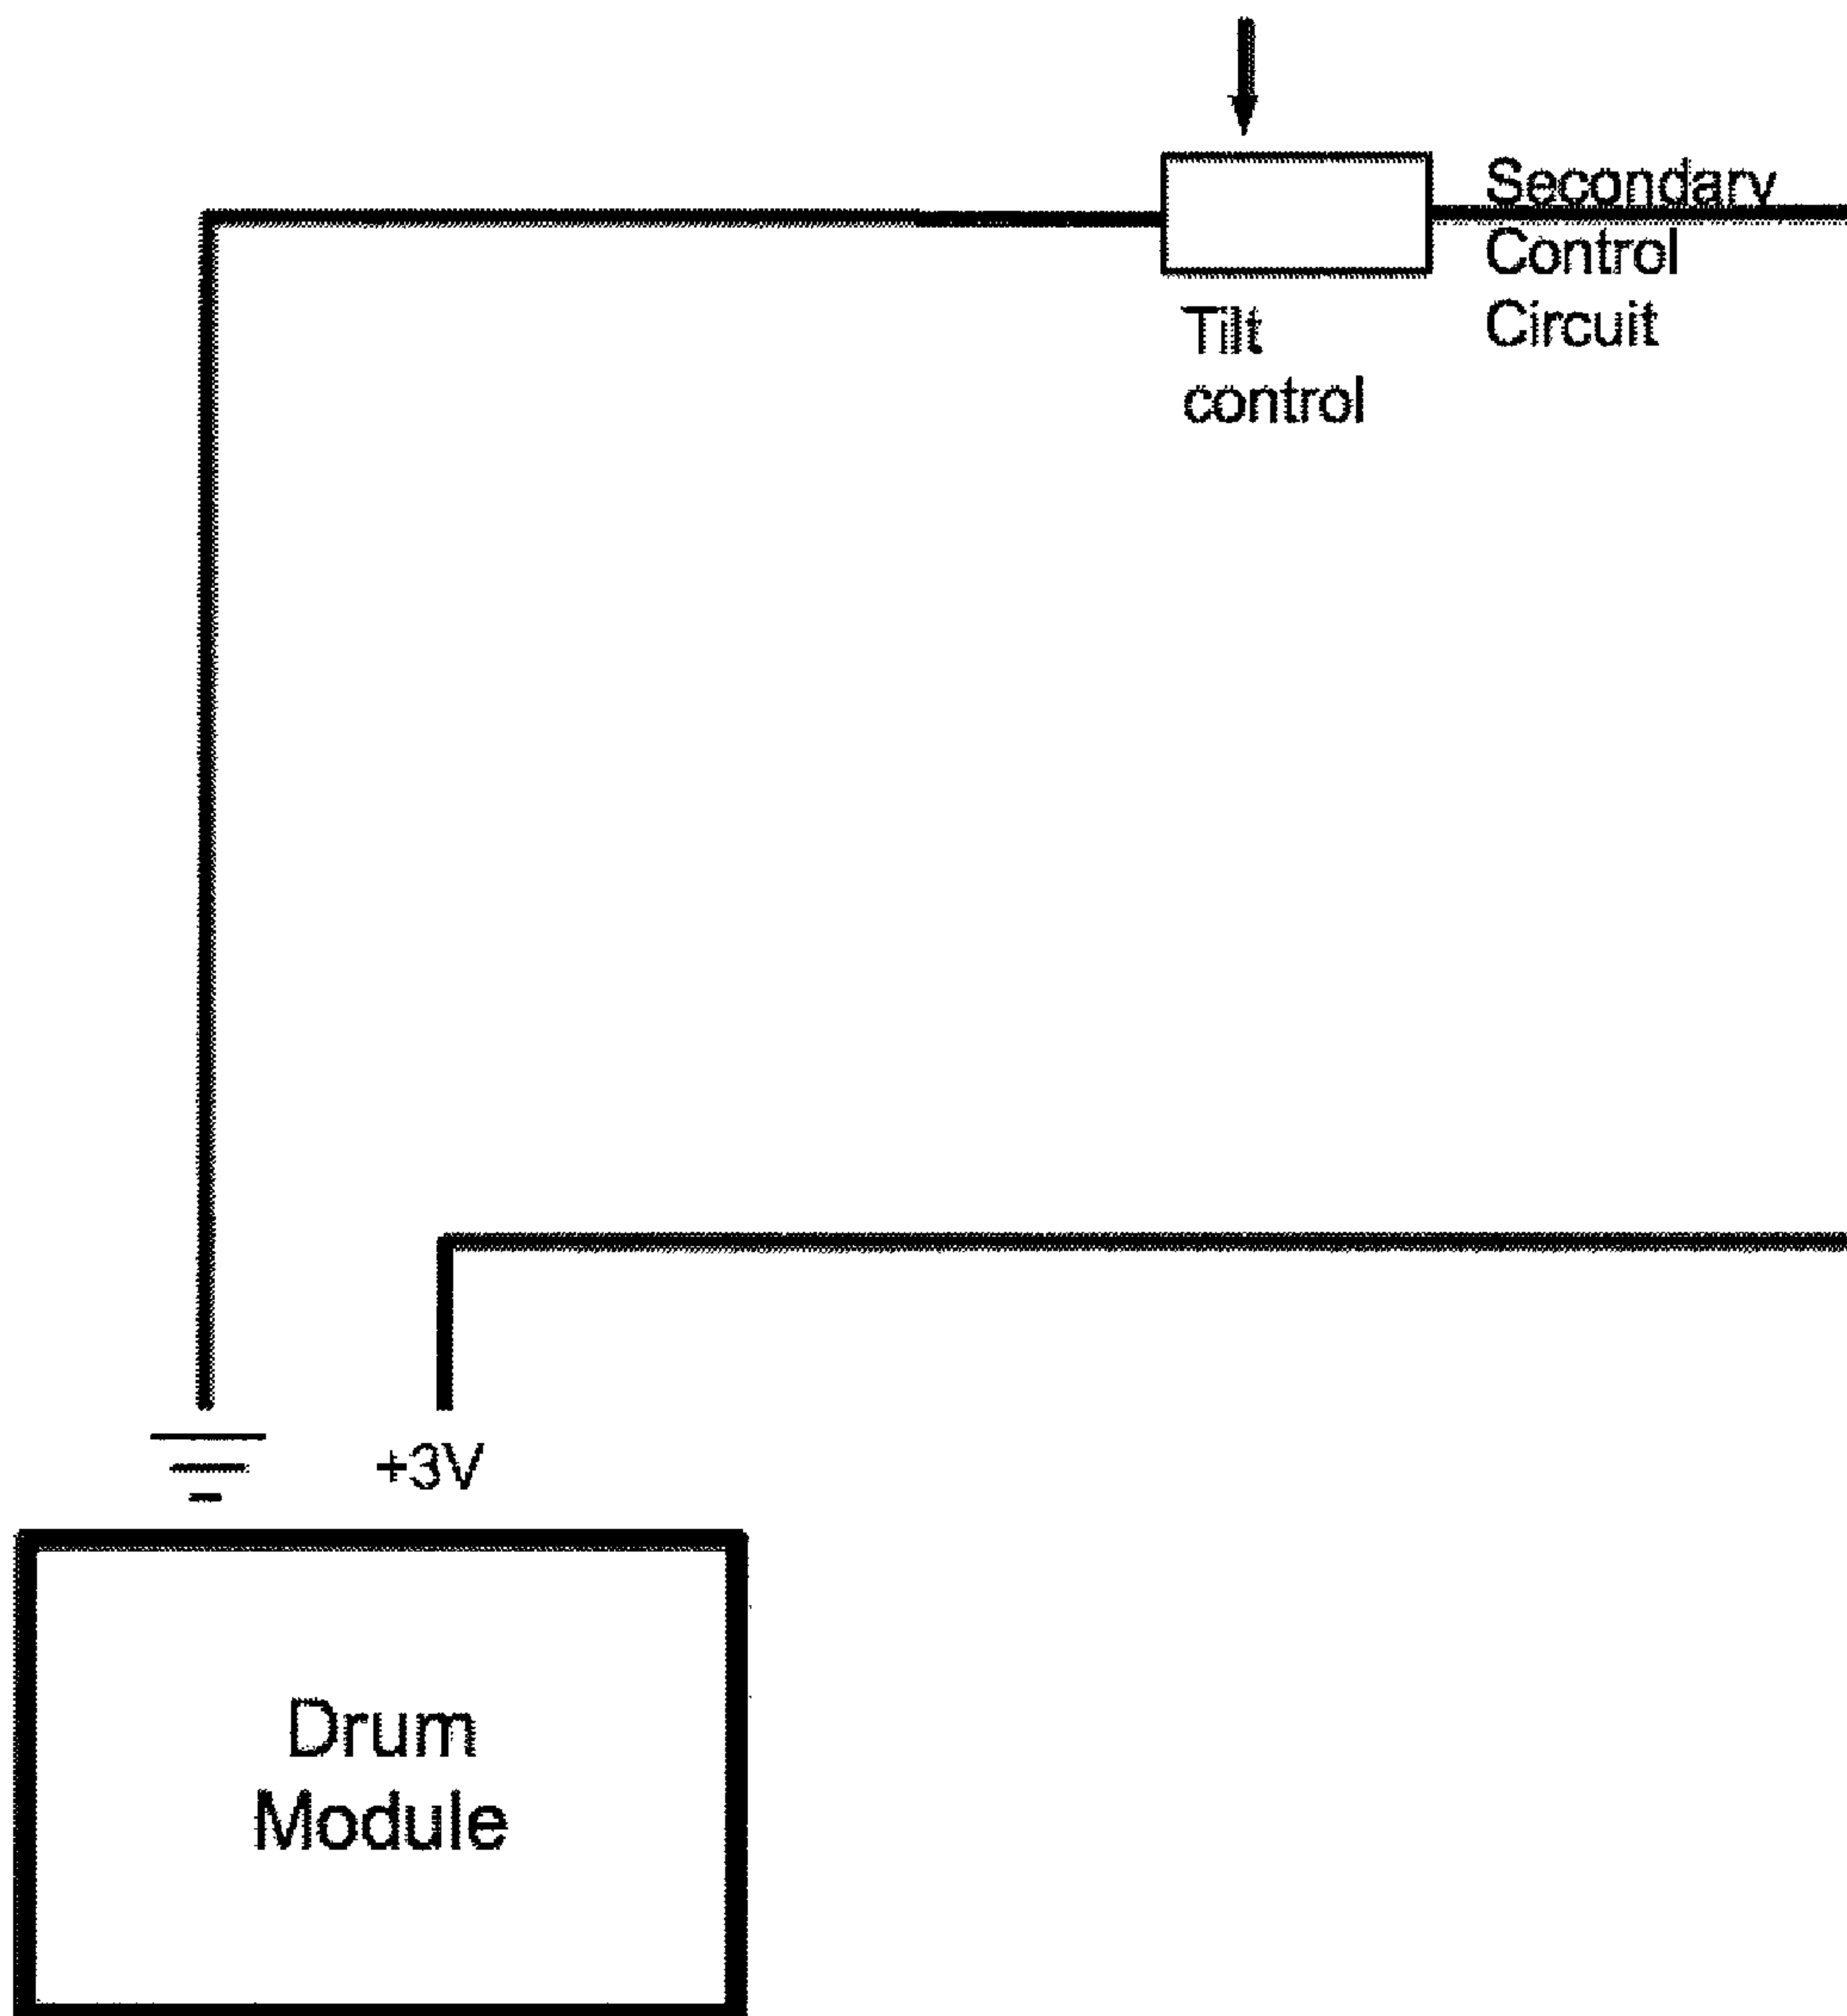 Secondary
Control
Circuit
Tilt
control
+3V
Drum
Module